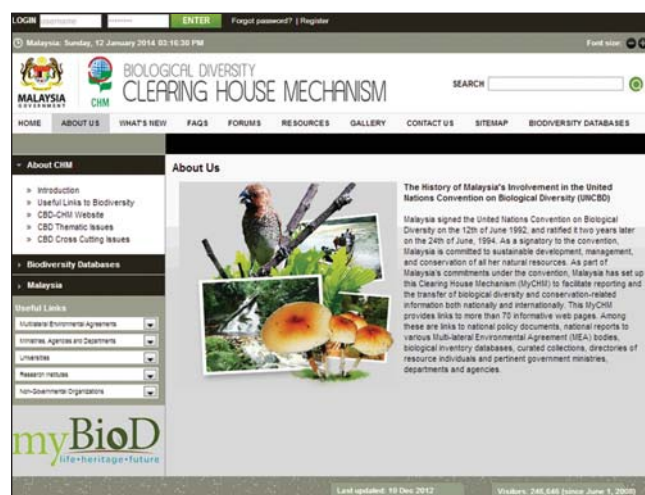 LOGIN username ENTER Forgot password? | Register
Malaysia: Sunday, 12 January 2014 03:16:30 PM Font size:
MALAYSIA
GOVERNMENT
CHM
BIOLOGICAL DIVERSITY
CLEARING HOUSE MECHANISM
SEARCH
HOME ABOUT US WHAT'S NEW FAQS FORUMS RESOURCES GALLERY CONTACT US SITEMAP BIODIVERSITY DATABASES
About CHM
» Introduction
» Useful Links to Biodiversity
» CBD-CHM Website
» CBD Thematic Issues
» CBD Cross Cutting Issues
Biodiversity Databases
Malaysia
Useful Links
Multilateral Environmental Agreements
Ministries, Agencies and Departments
Universities
Research Institutes
Non-Governmental Organizations
myBioD
life•heritage•future
About Us
The History of Malaysia's Involvement in the United
Nations Convention on Biological Diversity (UNCBD)
Malaysia signed the United Nations Convention on Biological
Diversity on the 12th of June 1992, and ratified it two years later
on the 24th of June, 1994. As a signatory to the convention,
Malaysia is committed to sustainable development, management,
and conservation of all her natural resources. As part of
Malaysia's commitments under the convention, Malaysia has set up
this Clearing House Mechanism (MyCHM) to facilitate reporting and
the transfer of biological diversity and conservation-related
information both nationally and internationally. This MyCHM
provides links to more than 70 informative web pages. Among
these are links to national policy documents, national reports to
various Multi-lateral Environmental Agreement (MEA) bodies,
biological inventory databases, curated collections, directories of
resource individuals and pertinent government ministries,
departments and agencies.
Last updated: 10 Dec 2012 Visitors: 246,646 (since June 1, 2008)